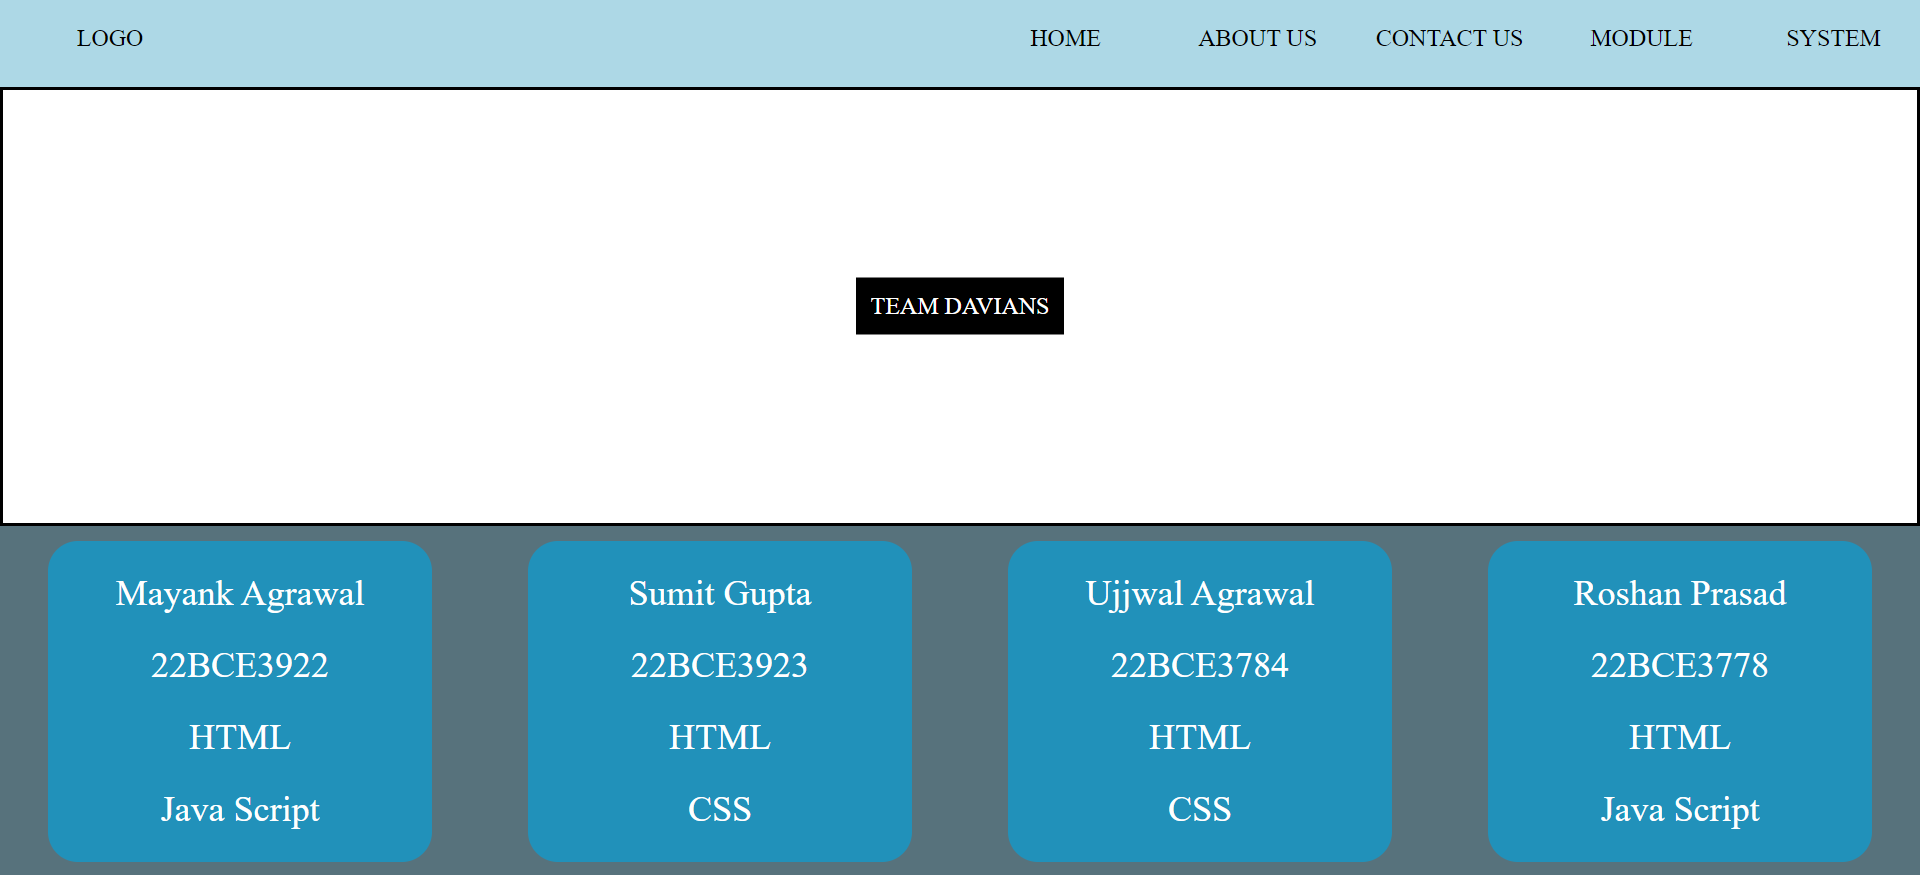 LOGO HOME ABOUT US CONTACT US MODULE SYSTEM
TEAM DAVIANS
Mayank Agrawal
22BCE3922
HTML
Java Script
Sumit Gupta
22BCE3923
HTML
CSS
Ujjwal Agrawal
22BCE3784
HTML
CSS
Roshan Prasad
22BCE3778
HTML
Java Script